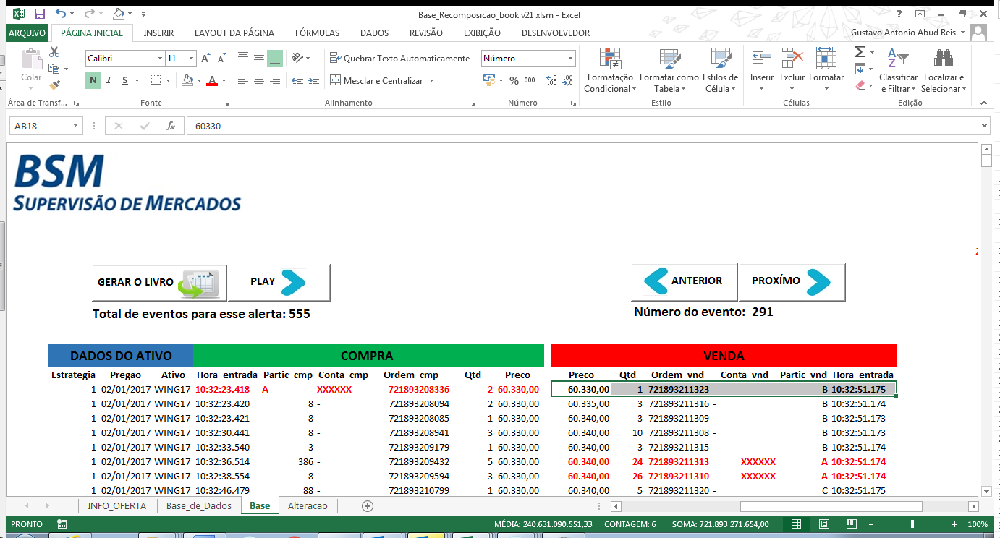 Base_Recomposicao_book v21.xlsm - Excel
ARQUIVO PÁGINA INICIAL INSERIR LAYOUT DA PÁGINA FÓRMULAS DADOS REVISÃO EXIBIÇÃO DESENVOLVEDOR Gustavo Antonio Abud Reis
Colar
Calibri 11
N I S
Quebrar Texto Automaticamente
Mesclar e Centralizar
Número
% 000
Formatação Condicional
Formatar como Tabela
Estilos de Célula
Inserir Excluir Formatar
Classificar e Filtrar
Localizar e Selecionar
Área de Transf... Fonte Alinhamento Número Estilo Células Edição
AB18 fx 60330
BSM
SUPERVISÃO DE MERCADOS
GERAR O LIVRO PLAY ANTERIOR PROXÍMO
Total de eventos para esse alerta: 555 Número do evento: 291
DADOS DO ATIVO COMPRA VENDA
Estrategia Pregao Ativo Hora_entrada Partic_cmp Conta_cmp Ordem_cmp Qtd Preco Preco Qtd Ordem_vnd Conta_vnd Partic_vnd Hora_entrada
1 02/01/2017 WING17 10:32:23.418 A XXXXXX 721893208336 2 60.330,00 60.330,00 1 721893211323 - B 10:32:51.175
1 02/01/2017 WING17 10:32:23.420 8 - 721893208094 2 60.330,00 60.335,00 3 721893211316 - B 10:32:51.174
1 02/01/2017 WING17 10:32:23.421 8 - 721893208085 1 60.330,00 60.340,00 3 721893211309 - B 10:32:51.173
1 02/01/2017 WING17 10:32:30.441 8 - 721893208941 3 60.330,00 60.340,00 10 721893211308 - B 10:32:51.173
1 02/01/2017 WING17 10:32:33.540 3 - 721893209179 1 60.330,00 60.340,00 3 721893211315 - B 10:32:51.174
1 02/01/2017 WING17 10:32:36.514 386 - 721893209432 5 60.330,00 60.340,00 24 721893211313 XXXXXX A 10:32:51.174
1 02/01/2017 WING17 10:32:38.554 8 - 721893209594 3 60.330,00 60.340,00 26 721893211310 XXXXXX A 10:32:51.174
1 02/01/2017 WING17 10:32:46.479 88 - 721893210799 1 60.330,00 60.340,00 5 721893211320 - C 10:32:51.175
INFO_OFERTA Base_de_Dados Base Alteracao
PRONTO MÉDIA: 240.631.090.551,33 CONTAGEM: 6 SOMA: 721.893.271.654,00 100%